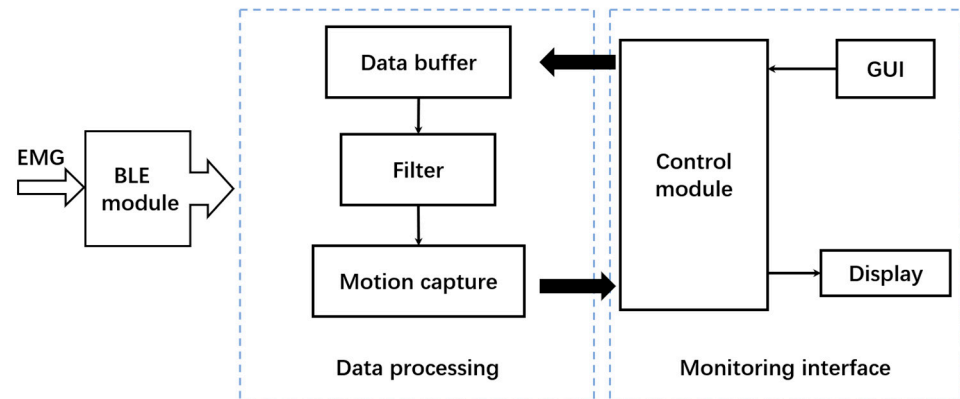 EMG
BLE
module
Data buffer
Filter
Motion capture
Data processing
Control
module
GUI
Display
Monitoring interface